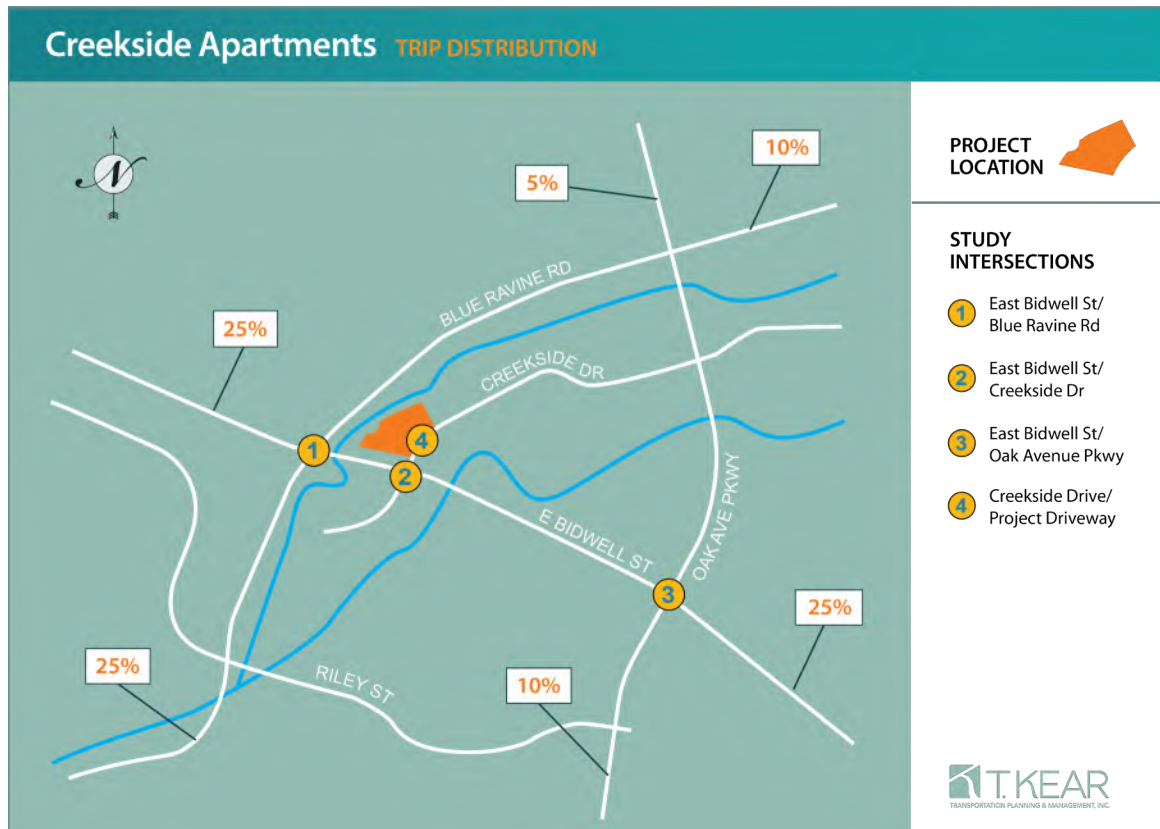 Creekside Apartments TRIP DISTRIBUTION
N
5%
10%
25%
BLUE RAVINE RD
CREEKSIDE DR
1
4
2
E BIDWELL ST
OAK AVE PKWY
3
25%
25%
RILEY ST
10%
PROJECT
LOCATION
STUDY
INTERSECTIONS
1 East Bidwell St/
Blue Ravine Rd
2 East Bidwell St/
Creekside Dr
3 East Bidwell St/
Oak Avenue Pkwy
4 Creekside Drive/
Project Driveway
T. KEAR
TRANSPORTATION PLANNING & MANAGEMENT, INC.